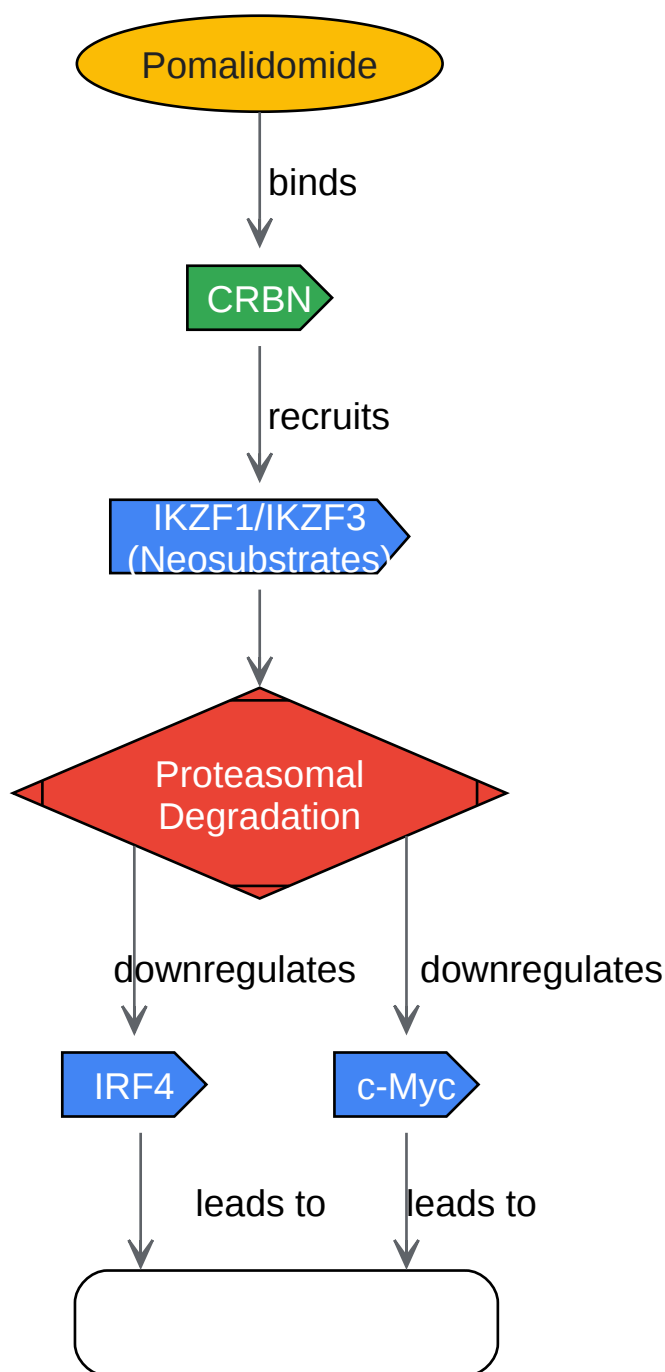 Pomalidomide
binds
CRBN
recruits
IKZF1/IKZF3
(Neosubstrates)
Proteasomal
Degradation
downregulates
downregulates
IRF4
c-Myc
leads to
leads to